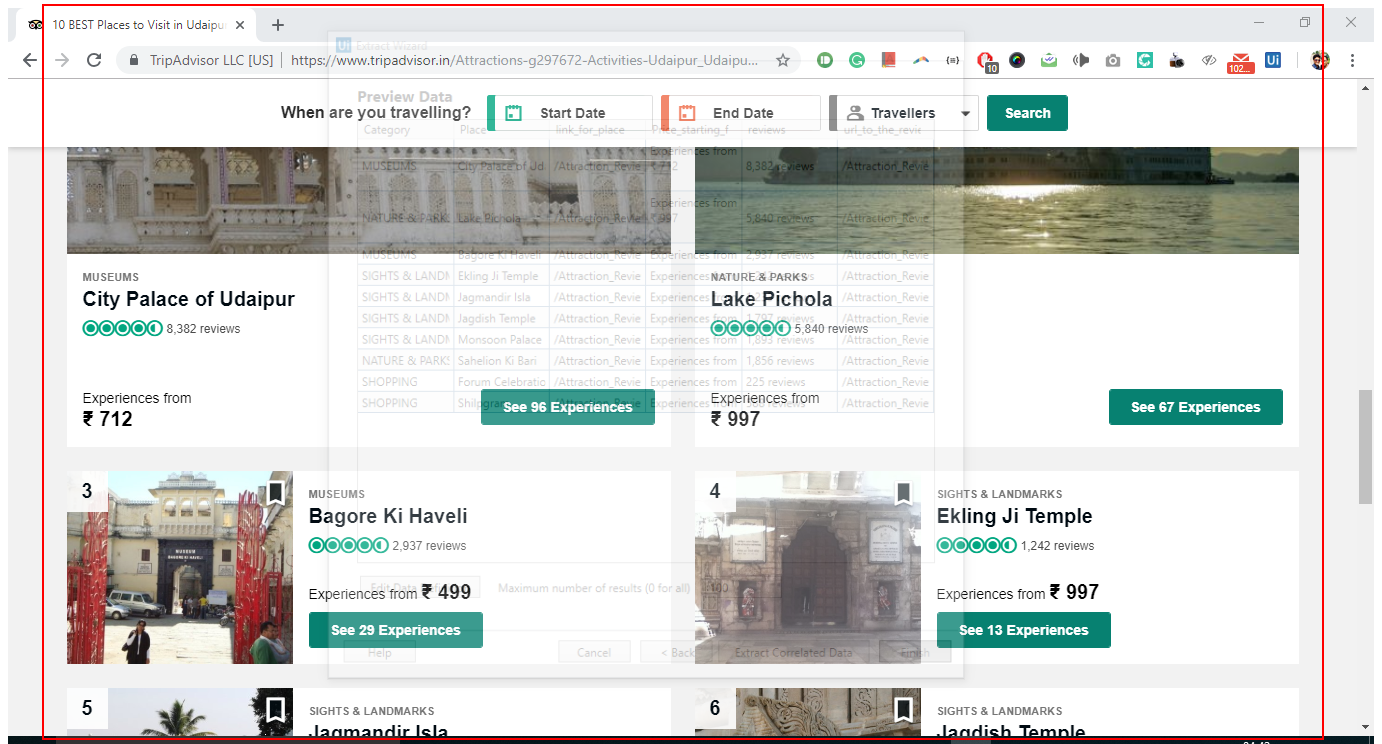 10 BEST Places to Visit in Udaipur
Ui Extract Wizard
TripAdvisor LLC [US] | https://www.tripadvisor.in/Attractions-g297672-Activities-Udaipur_Udaipu...
10
102...
Ui
Preview Data
When are you travelling?
Start Date
End Date
Travellers
Search
Category Place link_for_place Price_starting_f reviews url_to_the_revie
Experiences from
MUSEUMS City Palace of Ud /Attraction_Revie ₹ 712 8,382 reviews /Attraction_Revie
Experiences from
NATURE & PARKS Lake Pichola /Attraction_Revie ₹ 997 5,840 reviews /Attraction_Revie
MUSEUMS Bagore Ki Haveli /Attraction_Revie Experiences from 2,937 reviews /Attraction_Revie
SIGHTS & LANDM Ekling Ji Temple /Attraction_Revie Experiences from /Attraction_Revie
SIGHTS & LANDM Jagmandir Isla /Attraction_Revie Experiences from /Attraction_Revie
SIGHTS & LANDM Jagdish Temple /Attraction_Revie Experiences from 1,797 reviews /Attraction_Revie
SIGHTS & LANDM Monsoon Palace /Attraction_Revie Experiences from 1,893 reviews /Attraction_Revie
NATURE & PARKS Sahelion Ki Bari /Attraction_Revie Experiences from 1,856 reviews /Attraction_Revie
SHOPPING Forum Celebratio /Attraction_Revie Experiences from 225 reviews /Attraction_Revie
SHOPPING Shilpgram /Attraction_Revie Experiences from reviews /Attraction_Revie
MUSEUMS
City Palace of Udaipur
8,382 reviews
Experiences from
₹ 712
See 96 Experiences
NATURE & PARKS
Lake Pichola
5,840 reviews
Experiences from
₹ 997
See 67 Experiences
3
MUSEUM
BAGORE KI HAVELI
MUSEUMS
Bagore Ki Haveli
2,937 reviews
Experiences from ₹ 499
See 29 Experiences
4
SIGHTS & LANDMARKS
Ekling Ji Temple
1,242 reviews
Experiences from ₹ 997
See 13 Experiences
Edit Data Maximum number of results (0 for all) 100
Help
Cancel
< Back
Extract Correlated Data
Finish
5
SIGHTS & LANDMARKS
Jagmandir Isla
6
SIGHTS & LANDMARKS
Jagdish Temple